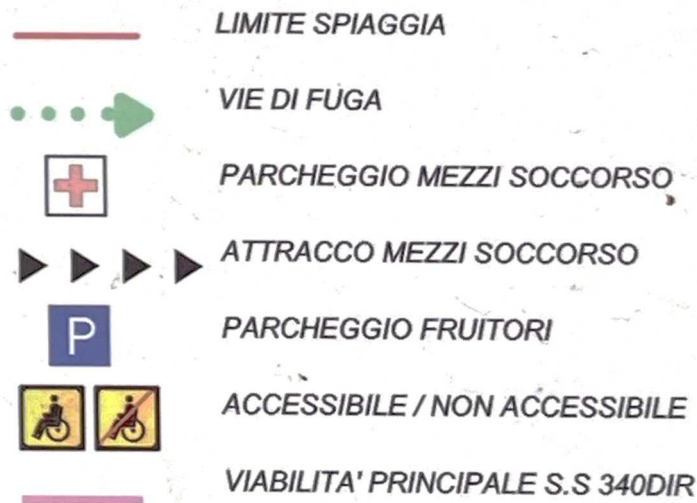 LIMITE SPIAGGIA
VIE DI FUGA
PARCHEGGIO MEZZI SOCCORSO
ATTRACCO MEZZI SOCCORSO
P PARCHEGGIO FRUITORI
ACCESSIBILE / NON ACCESSIBILE
VIABILITA' PRINCIPALE S.S 340DIR